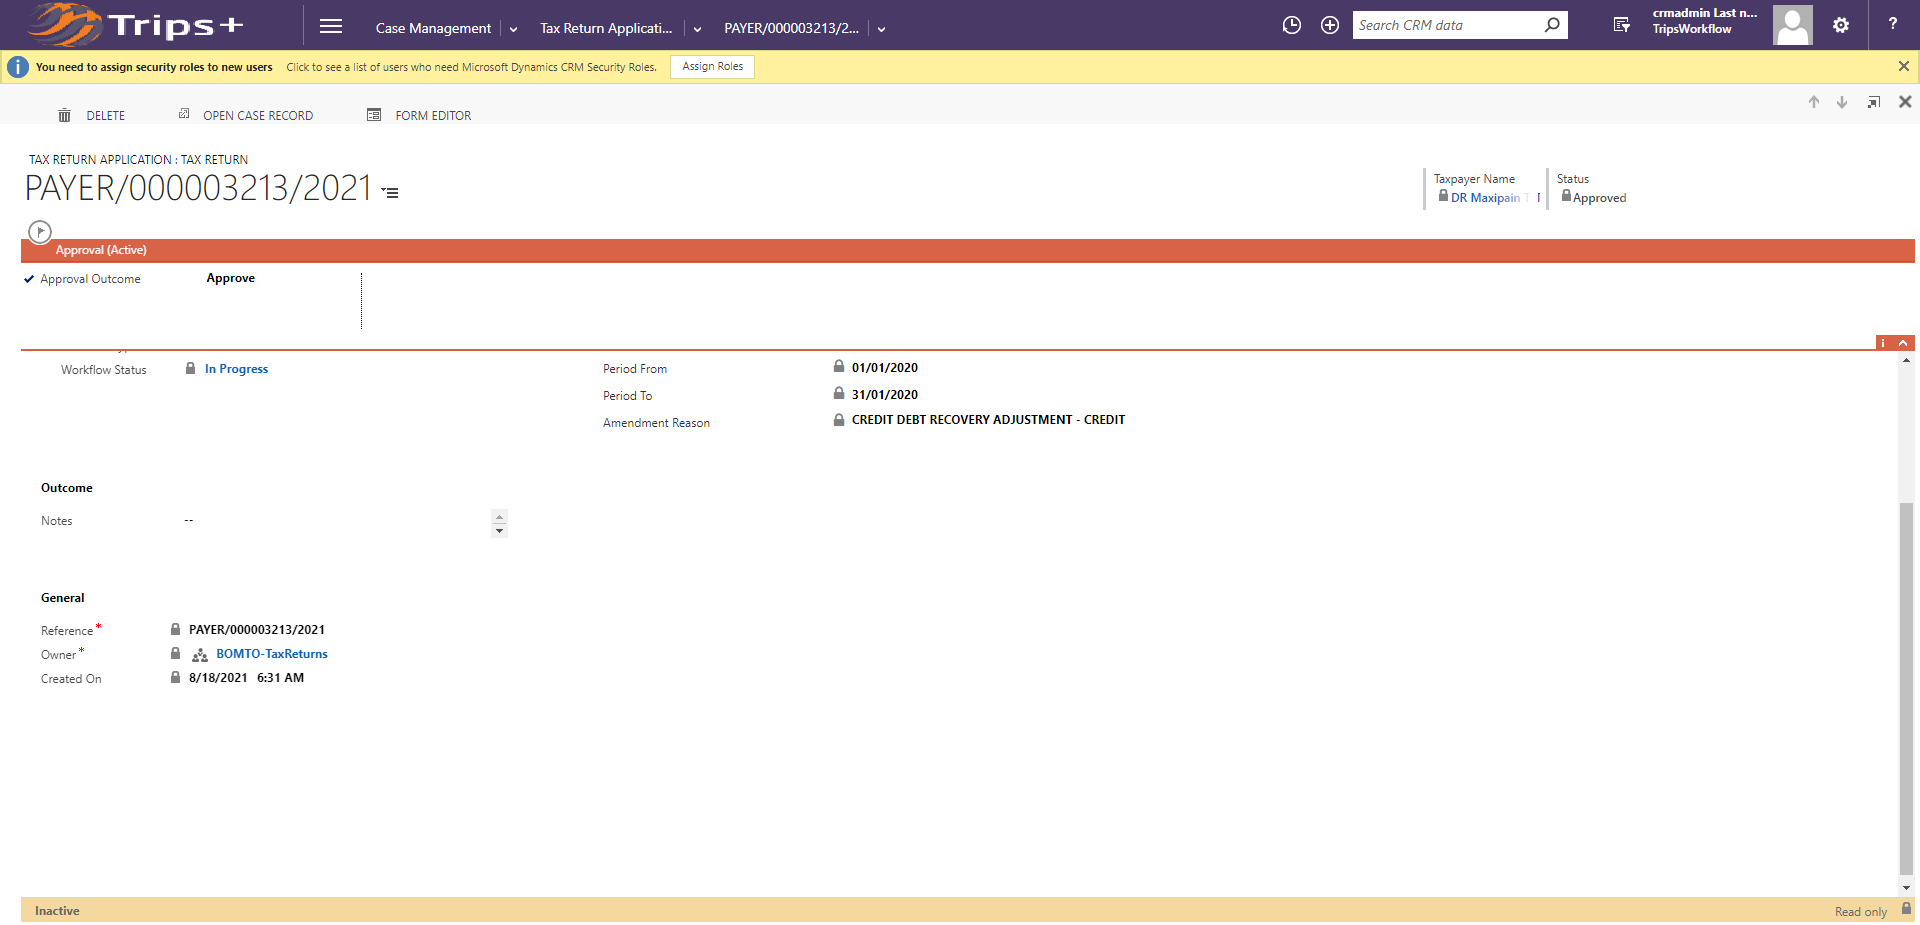 Trips+
Case Management
Tax Return Applicati...
PAYER/000003213/2...
Search CRM data
crmadmin Last n...
TripsWorkflow
?
You need to assign security roles to new users
Click to see a list of users who need Microsoft Dynamics CRM Security Roles.
Assign Roles
DELETE
OPEN CASE RECORD
FORM EDITOR
TAX RETURN APPLICATION : TAX RETURN
PAYER/000003213/2021
Taxpayer Name
DR Maxipain
Status
Approved
Approval (Active)
Approval Outcome
Approve
Workflow Status
In Progress
Period From
01/01/2020
Period To
31/01/2020
Amendment Reason
CREDIT DEBT RECOVERY ADJUSTMENT - CREDIT
Outcome
Notes
--
General
Reference*
PAYER/000003213/2021
Owner*
BOMTO-TaxReturns
Created On
8/18/2021 6:31 AM
Inactive
Read only